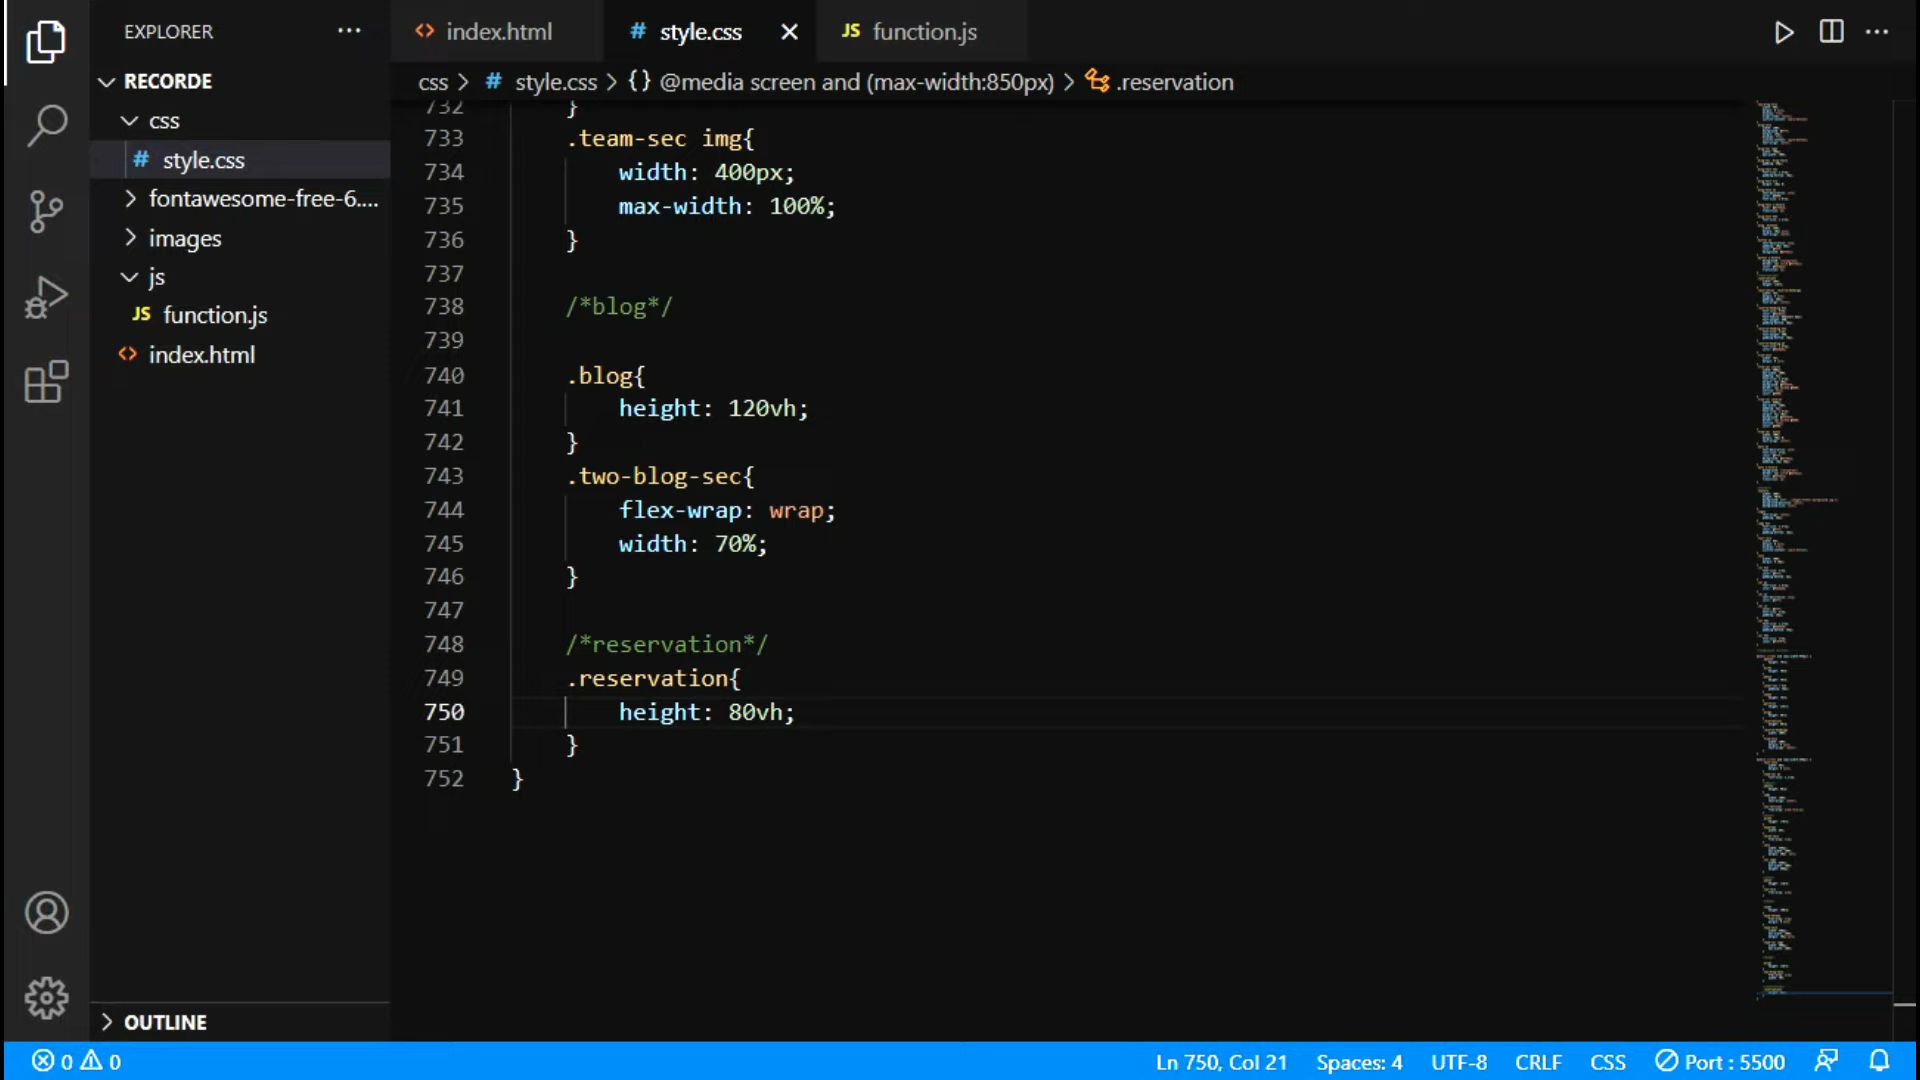 EXPLORER ···
RECORDE
css
# style.css
fontawesome-free-6....
images
js
JS function.js
<> index.html
OUTLINE
<> index.html
# style.css
JS function.js
css > # style.css > {} @media screen and (max-width:850px) > .reservation
732 }
733 .team-sec img{
734 width: 400px;
735 max-width: 100%;
736 }
737
738 /*blog*/
739
740 .blog{
741 height: 120vh;
742 }
743 .two-blog-sec{
744 flex-wrap: wrap;
745 width: 70%;
746 }
747
748 /*reservation*/
749 .reservation{
750 height: 80vh;
751 }
752 }
0 0 Ln 750, Col 21 Spaces: 4 UTF-8 CRLF CSS Port : 5500